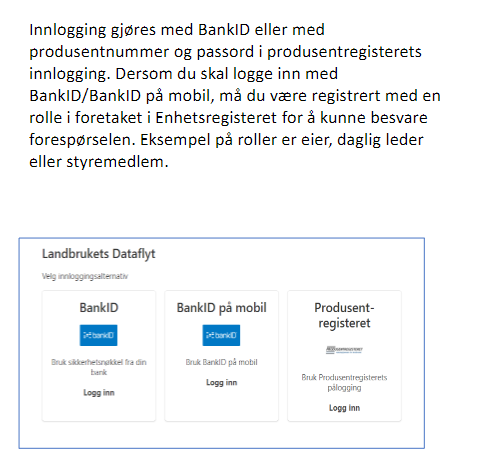 Innlogging gjøres med BankID eller med
produsentnummer og passord i produsentregisterets
innlogging. Dersom du skal logge inn med
BankID/BankID på mobil, må du være registrert med en
rolle i foretaket i Enhetsregisteret for å kunne besvare
forespørselen. Eksempel på roller er eier, daglig leder
eller styremedlem.
Landbrukets Dataflyt
Velg innloggingsalternativ
BankID
bankID
Bruk sikkerhetsnøkkel fra din
bank
Logg inn
BankID på mobil
bankID
Bruk BankID på mobil
Logg inn
Produsent-
registeret
Bruk Produsentregisterets
pålogging
Logg inn